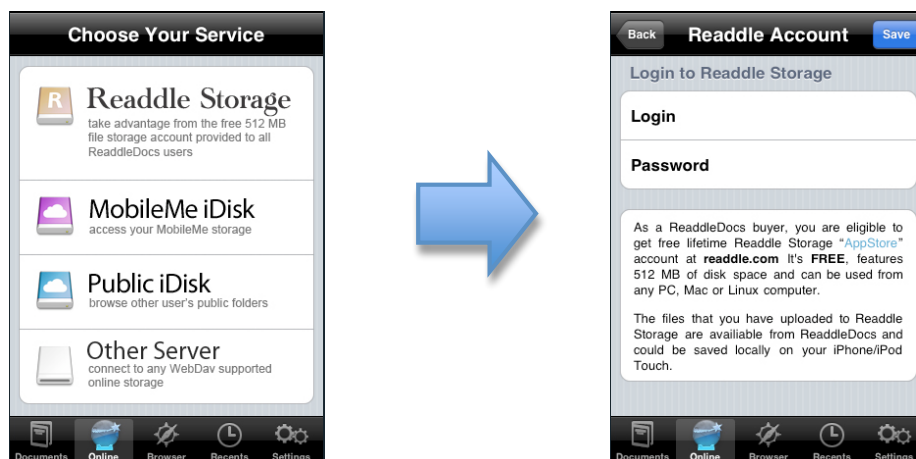 Choose Your Service
R
Readdle Storage
take advantage from the free 512 MB
file storage account provided to all
ReaddleDocs users
MobileMe iDisk
access your MobileMe storage
Public iDisk
browse other user's public folders
Other Server
connect to any WebDav supported
online storage
Documents Online Browser Recents Settings
Back Readdle Account Save
Login to Readdle Storage
Login
Password
As a ReaddleDocs buyer, you are eligible to
get free lifetime Readdle Storage “AppStore”
account at readdle.com It's FREE, features
512 MB of disk space and can be used from
any PC, Mac or Linux computer.
The files that you have uploaded to Readdle
Storage are availiable from ReaddleDocs and
could be saved locally on your iPhone/iPod
Touch.
Documents Online Browser Recents Settings